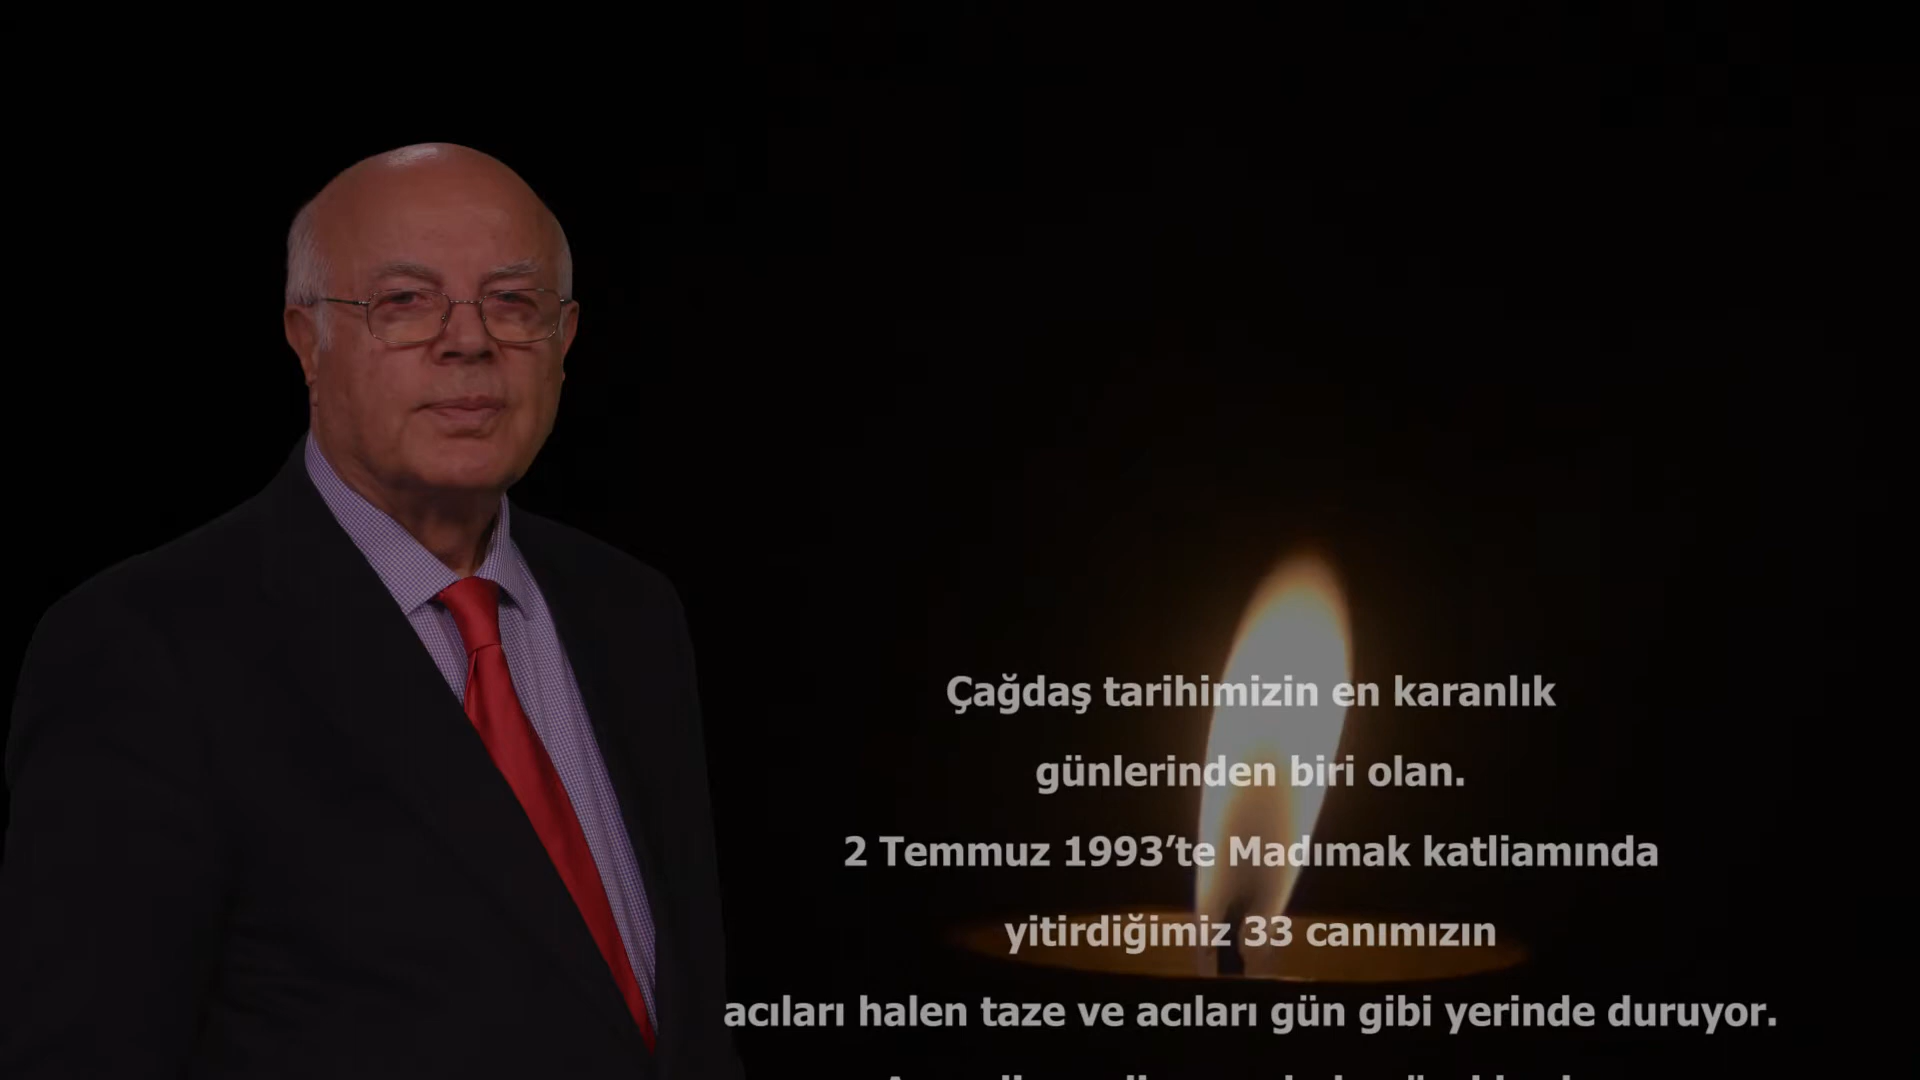 Çağdaş tarihimizin en karanlık
günlerinden biri olan.
2 Temmuz 1993’te Madımak katliamında
yitirdiğimiz 33 canımızın
acıları halen taze ve acıları gün gibi yerinde duruyor.